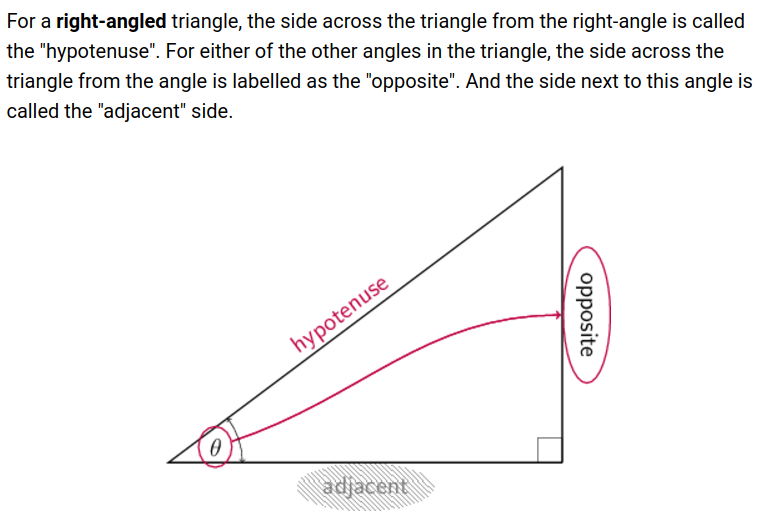 For a right-angled triangle, the side across the triangle from the right-angle is called
the "hypotenuse". For either of the other angles in the triangle, the side across the
triangle from the angle is labelled as the "opposite". And the side next to this angle is
called the "adjacent" side.
hypotenuse
opposite
θ
adjacent